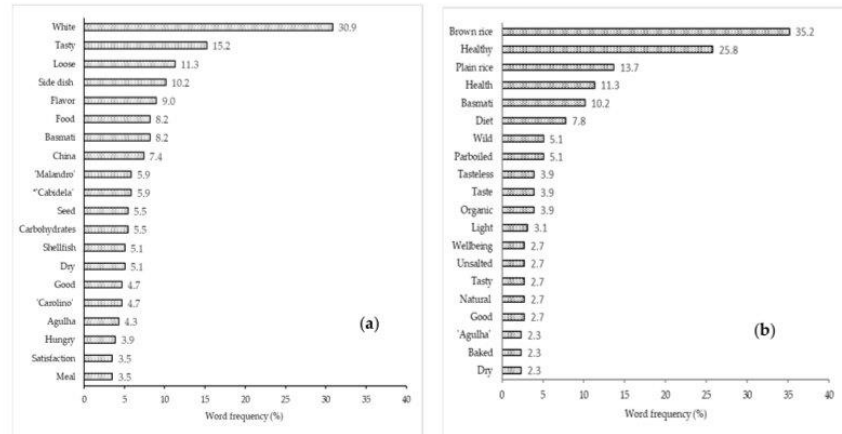 White 30.9
Tasty 15.2
Loose 11.3
Side dish 10.2
Flavor 9.0
Food 8.2
Basmati 8.2
China 7.4
'Malandro' 5.9
*'Cabidela' 5.9
Seed 5.5
Carbohydrates 5.5
Shellfish 5.1
Dry 5.1
Good 4.7
'Carolino' 4.7
Agulha 4.3
Hungry 3.9
Satisfaction 3.5
Meal 3.5
(a)
0 5 10 15 20 25 30 35 40
Word frequency (%)
Brown rice 35.2
Healthy 25.8
Plain rice 13.7
Health 11.3
Basmati 10.2
Diet 7.8
Wild 5.1
Parboiled 5.1
Tasteless 3.9
Taste 3.9
Organic 3.9
Light 3.1
Wellbeing 2.7
Unsalted 2.7
Tasty 2.7
Natural 2.7
Good 2.7
'Agulha' 2.3
Baked 2.3
Dry 2.3
(b)
0 5 10 15 20 25 30 35 40
Word frequency (%)